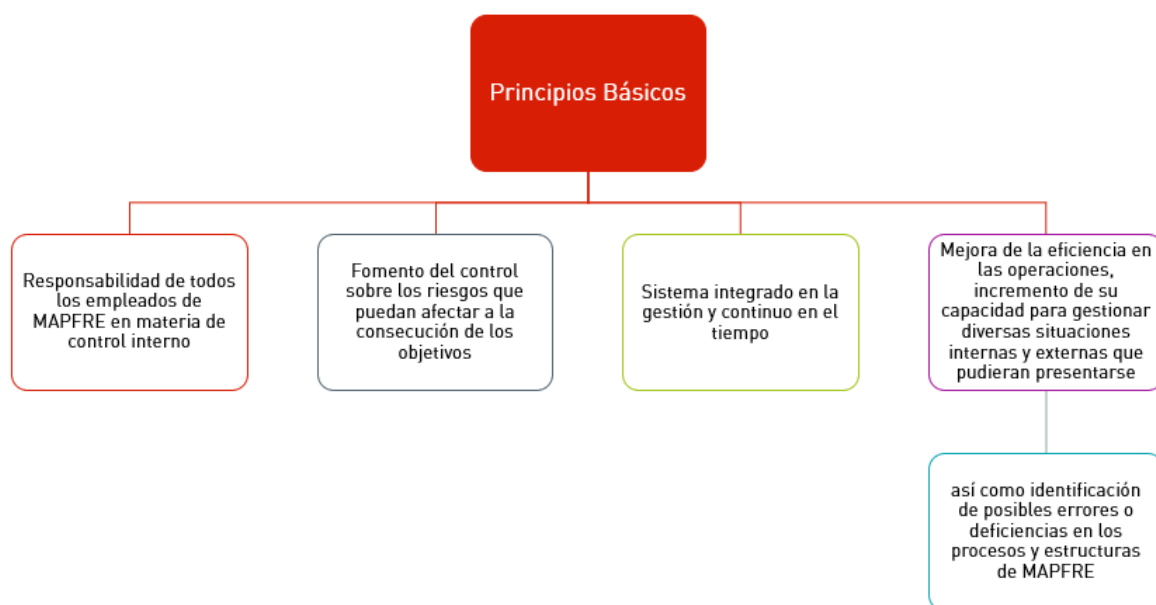 Principios Básicos
Responsabilidad de todos
los empleados de
MAPFRE en materia de
control interno
Fomento del control
sobre los riesgos que
puedan afectar a la
consecución de los
objetivos
Sistema integrado en la
gestión y continuo en el
tiempo
Mejora de la eficiencia en
las operaciones,
incremento de su
capacidad para gestionar
diversas situaciones
internas y externas que
pudieran presentarse
así como identificación
de posibles errores o
deficiencias en los
procesos y estructuras
de MAPFRE